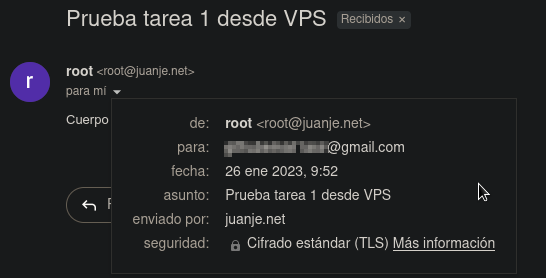 Prueba tarea 1 desde VPS Recibidos ×
r root <root@juanje.net>
para mí
Cuerpo
de: root <root@juanje.net>
para: @gmail.com
fecha: 26 ene 2023, 9:52
asunto: Prueba tarea 1 desde VPS
enviado por: juanje.net
seguridad: Cifrado estándar (TLS) Más información